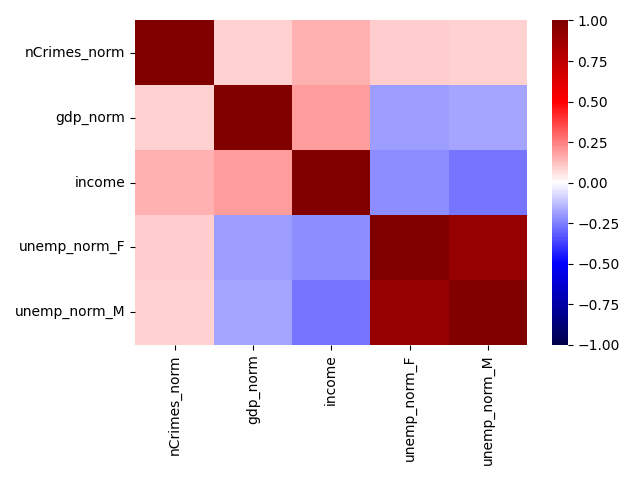 nCrimes_norm
gdp_norm
income
unemp_norm_F
unemp_norm_M
nCrimes_norm
gdp_norm
income
unemp_norm_F
unemp_norm_M
1.00
0.75
0.50
0.25
0.00
−0.25
−0.50
−0.75
−1.00